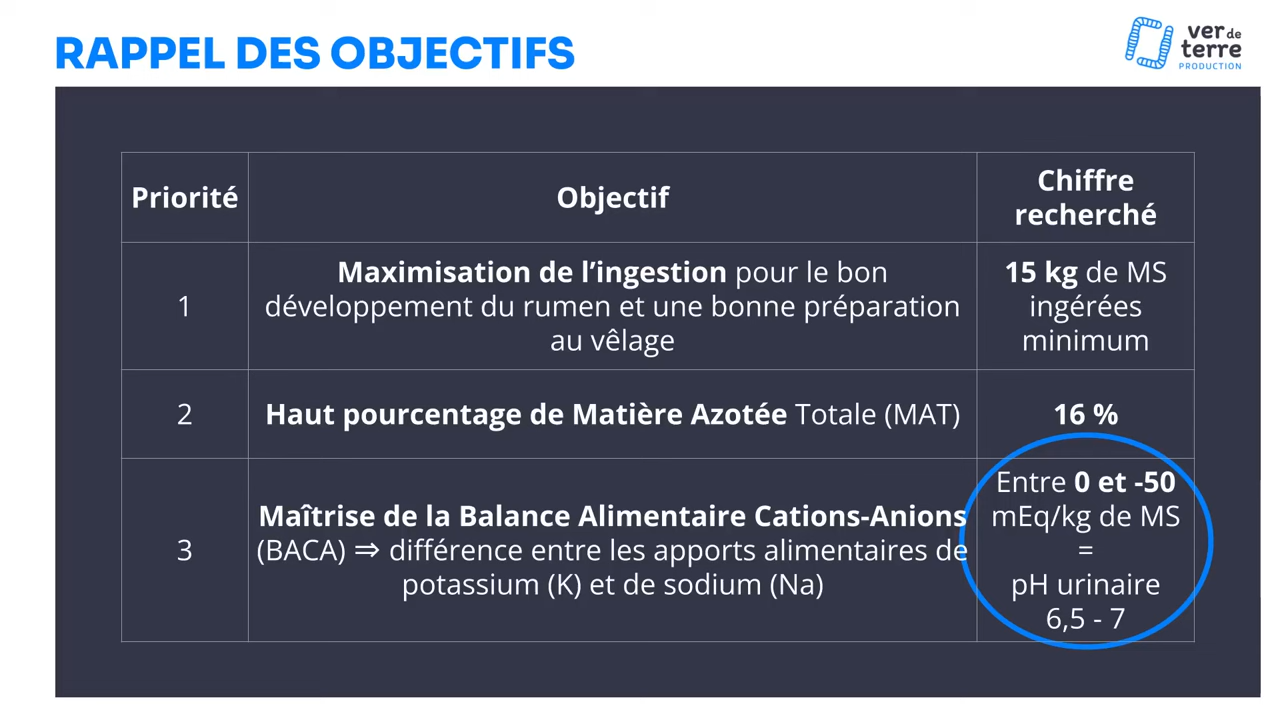 RAPPEL DES OBJECTIFS
ver de
terre
PRODUCTION
Priorité
Objectif
Chiffre
recherché
1
Maximisation de l’ingestion pour le bon
développement du rumen et une bonne préparation
au vêlage
15 kg de MS
ingérées
minimum
2
Haut pourcentage de Matière Azotée Totale (MAT)
16 %
3
Maîtrise de la Balance Alimentaire Cations-Anions
(BACA) ⇒ différence entre les apports alimentaires de
potassium (K) et de sodium (Na)
Entre 0 et -50
mEq/kg de MS
=
pH urinaire
6,5 - 7